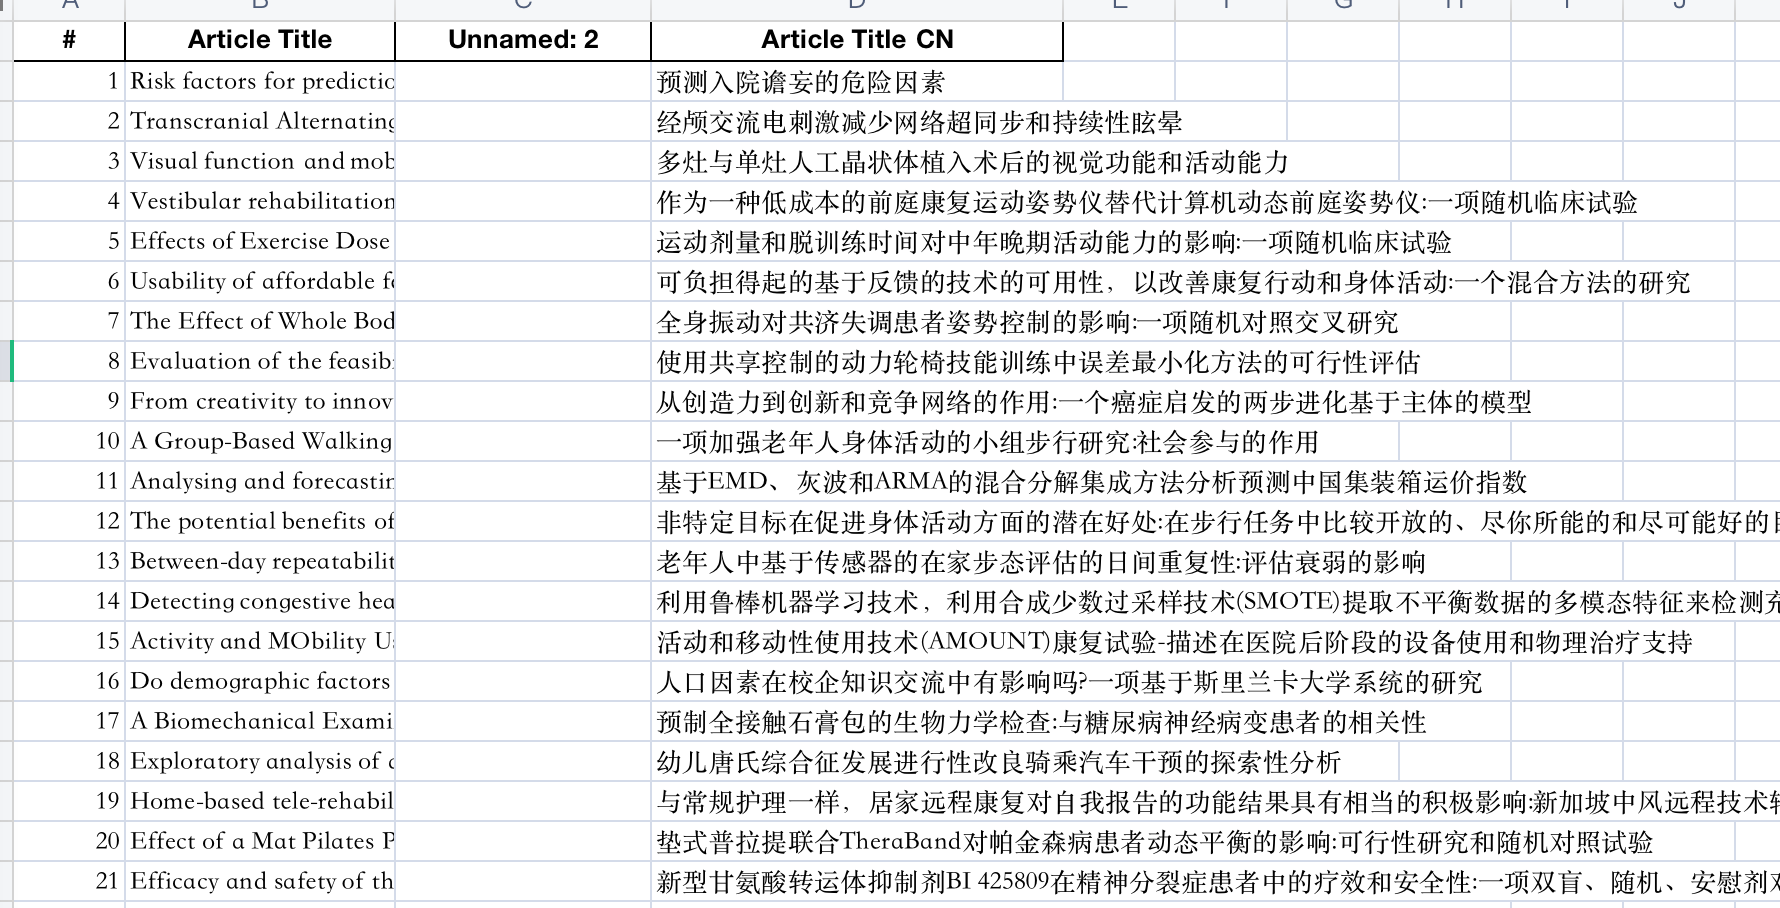 # Article Title Unnamed: 2 Article Title CN
1 Risk factors for predictio 预测入院谵妄的危险因素
2 Transcranial Alternating 经颅交流电刺激减少网络超同步和持续性眩晕
3 Visual function and mob 多灶与单灶人工晶状体植入术后的视觉功能和活动能力
4 Vestibular rehabilitation 作为一种低成本的前庭康复运动姿势仪替代计算机动态前庭姿势仪:一项随机临床试验
5 Effects of Exercise Dose 运动剂量和脱训练时间对中年晚期活动能力的影响:一项随机临床试验
6 Usability of affordable fe 可负担得起的基于反馈的技术的可用性，以改善康复行动和身体活动:一个混合方法的研究
7 The Effect of Whole Bod 全身振动对共济失调患者姿势控制的影响:一项随机对照交叉研究
8 Evaluation of the feasibi 使用共享控制的动力轮椅技能训练中误差最小化方法的可行性评估
9 From creativity to innov 从创造力到创新和竞争网络的作用:一个癌症启发的两步进化基于主体的模型
10 A Group-Based Walking 一项加强老年人身体活动的小组步行研究:社会参与的作用
11 Analysing and forecastin 基于EMD、灰波和ARMA的混合分解集成方法分析预测中国集装箱运价指数
12 The potential benefits of 非特定目标在促进身体活动方面的潜在好处:在步行任务中比较开放的、尽你所能的和尽可能好的目
13 Between-day repeatabilit 老年人中基于传感器的在家步态评估的日间重复性:评估衰弱的影响
14 Detecting congestive hea 利用鲁棒机器学习技术，利用合成少数过采样技术(SMOTE)提取不平衡数据的多模态特征来检测充
15 Activity and MObility Us 活动和移动性使用技术(AMOUNT)康复试验-描述在医院后阶段的设备使用和物理治疗支持
16 Do demographic factors 人口因素在校企知识交流中有影响吗?一项基于斯里兰卡大学系统的研究
17 A Biomechanical Exami 预制全接触石膏包的生物力学检查:与糖尿病神经病变患者的相关性
18 Exploratory analysis of 幼儿唐氏综合征发展进行性改良骑乘汽车干预的探索性分析
19 Home-based tele-rehabil 与常规护理一样，居家远程康复对自我报告的功能结果具有相当的积极影响:新加坡中风远程技术转
20 Effect of a Mat Pilates P 垫式普拉提联合TheraBand对帕金森病患者动态平衡的影响:可行性研究和随机对照试验
21 Efficacy and safety of th 新型甘氨酸转运体抑制剂BI 425809在精神分裂症患者中的疗效和安全性:一项双盲、随机、安慰剂对